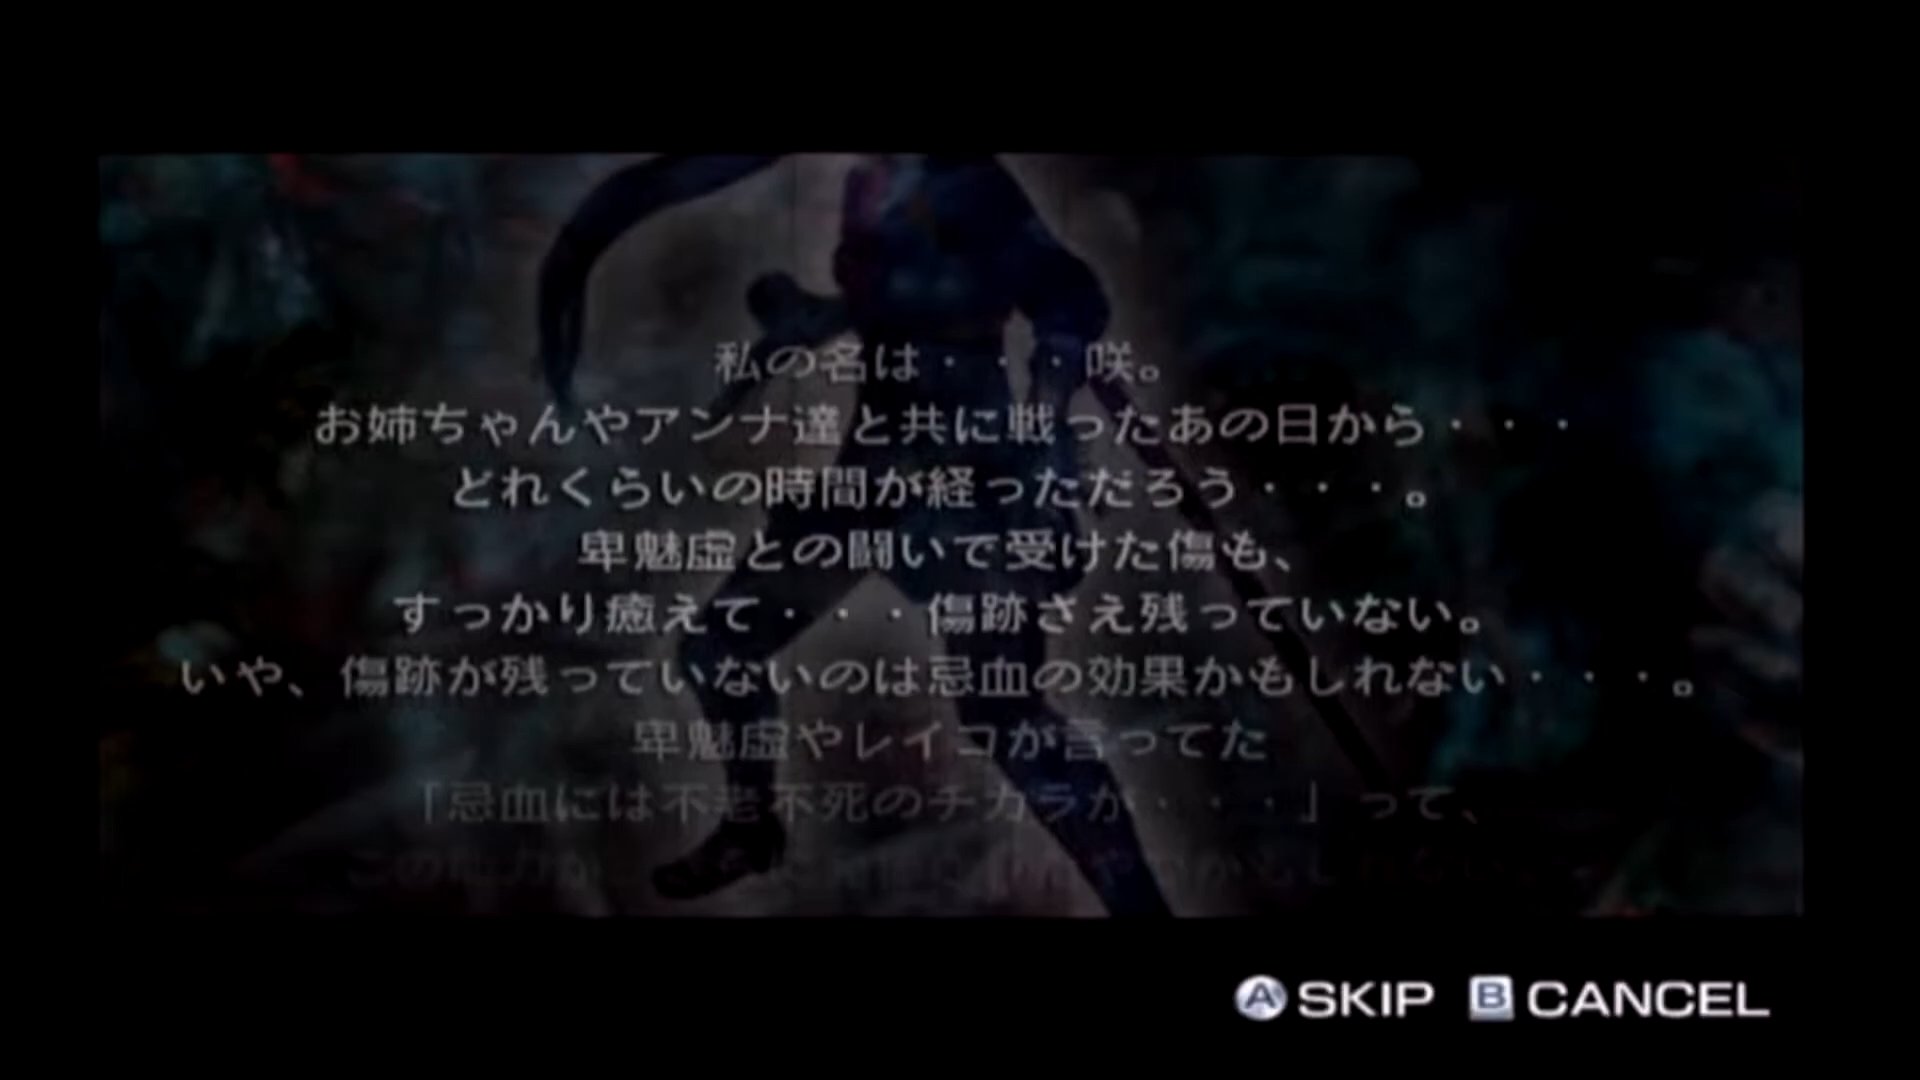 私の名は・・・咲。
お姉ちゃんやアンナ達と共に戦ったあの日から・・・
どれくらいの時間が経っただろう・・・。
卑魅虚との闘いで受けた傷も、
すっかり癒えて・・・傷跡さえ残っていない。
いや、傷跡が残っていないのは忌血の効果かもしれない・・・。
卑魅虚やレイコが言ってた
「忌血には不老不死のチカラが・・・」って、
この
A SKIP B CANCEL